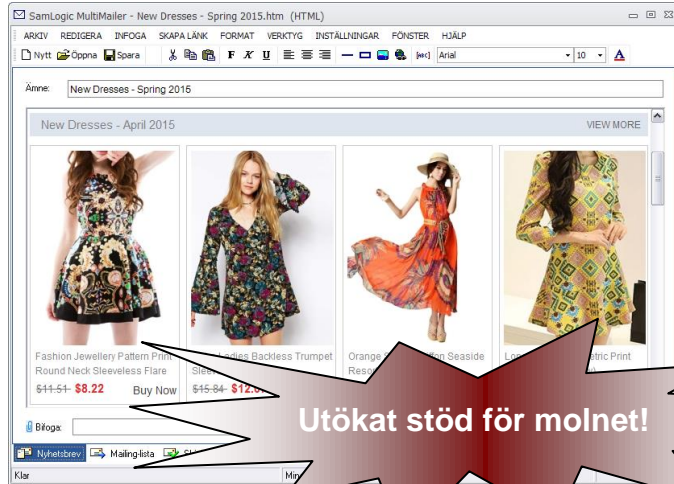 SamLogic MultiMailer - New Dresses - Spring 2015.htm (HTML)
ARKIV REDIGERA INFOGA SKAPA LÄNK FORMAT VERKTYG INSTÄLLNINGAR FÖNSTER HJÄLP
Nytt Öppna Spara F K U [ABC] Arial 10 A
Ämne: New Dresses - Spring 2015
New Dresses - April 2015 VIEW MORE
Fashion Jewellery Pattern Print
Round Neck Sleeveless Flare
$11.51 $8.22 Buy Now
Ladies Backless Trumpet
$15.84
Orange Seaside
Print
Utökat stöd för molnet!
Bifoga:
Nyhetsbrev Mailing-lista
Klar